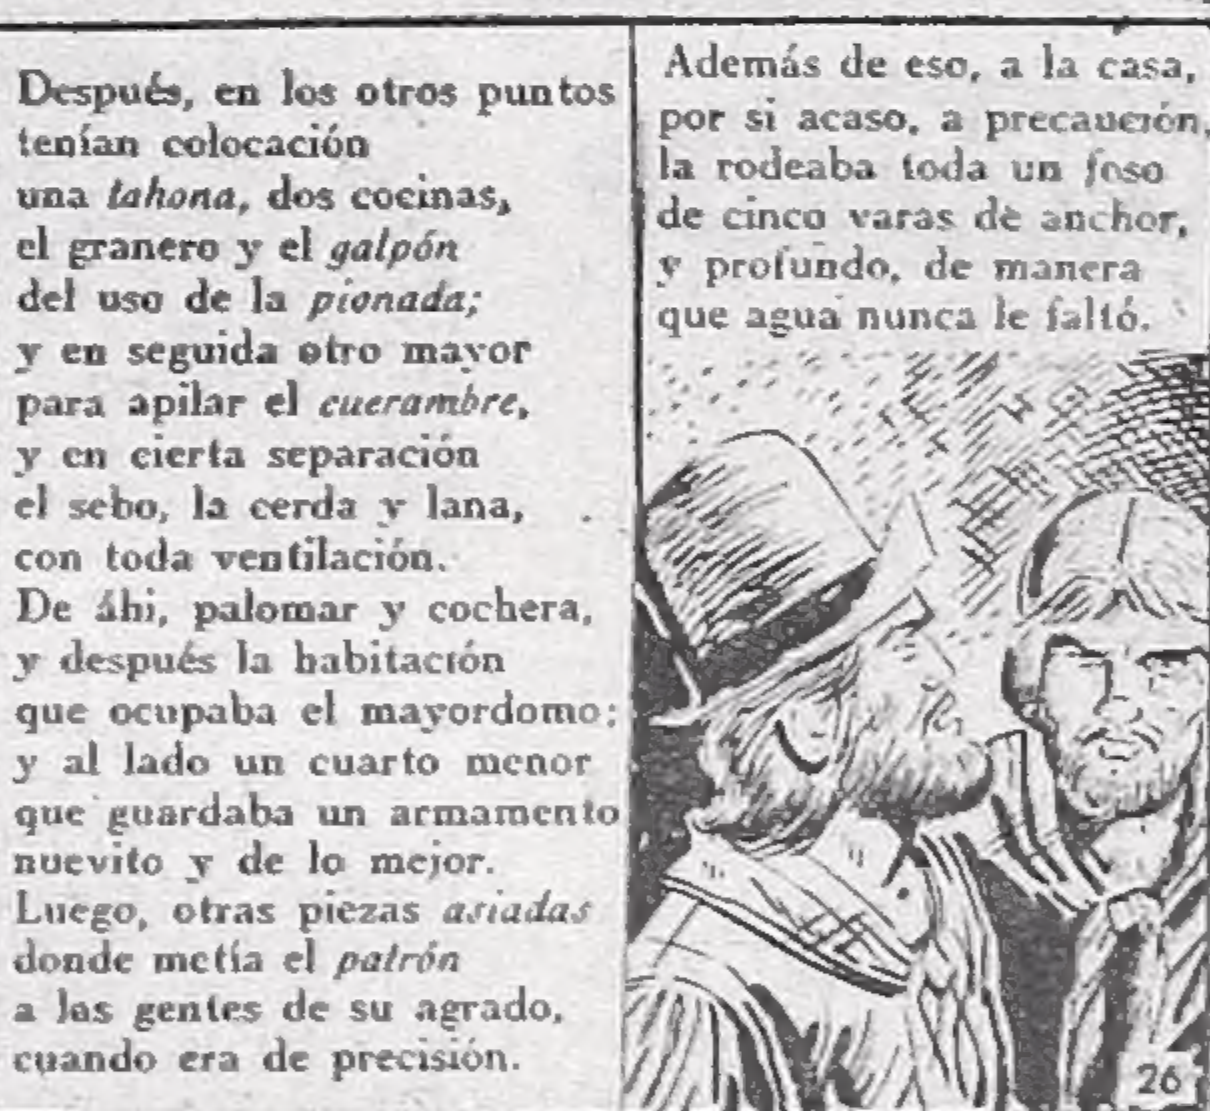 Después, en los otros puntos
tenían colocación
una tahona, dos cocinas,
el granero y el galpón
del uso de la pionada;
y en seguida otro mayor
para apilar el cuerambre,
y en cierta separación
el sebo, la cerda y lana,
con toda ventilación.
De áhi, palomar y cochera,
y después la habitación
que ocupaba el mayordomo;
y al lado un cuarto menor
que guardaba un armamento
nuevito y de lo mejor.
Luego, otras piezas asiadas
donde metía el patrón
a las gentes de su agrado,
cuando era de precisión.
Además de eso, a la casa,
por si acaso, a precaución,
la rodeaba toda un foso
de cinco varas de anchor,
y profundo, de manera
que agua nunca le faltó.
26